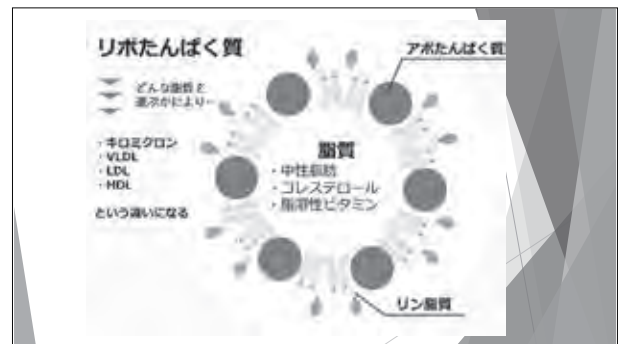 リポたんぱく質
どんな脂質を
運ぶかにより…
・キロミクロン
・VLDL
・LDL
・HDL
という違いになる
アポたんぱく質
脂質
・中性脂肪
・コレステロール
・脂溶性ビタミン
リン脂質